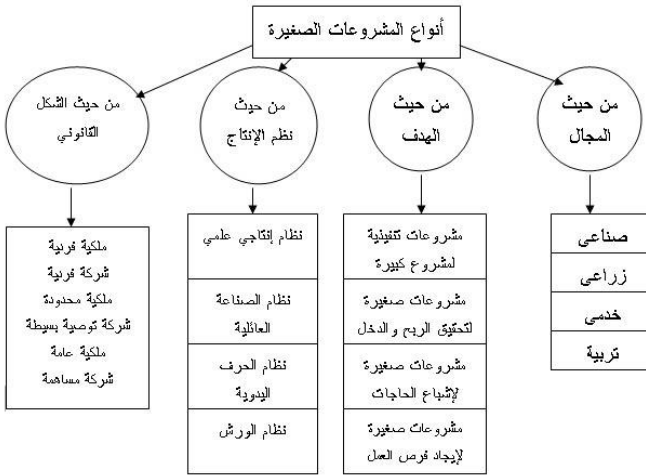 أنواع المشروعات الصغيرة
من حيث
المجال
من حيث
الهدف
من حيث
نظم الإنتاج
من حيث الشكل
القانوني
صناعى
زراعى
خدمى
تربية
مشروعات تنفيذية
لمشروع كبيرة
مشروعات صغيرة
لتحقيق الربح والدخل
مشروعات صغيرة
لإشباع الحاجات
مشروعات صغيرة
لإيجاد فرص العمل
نظام إنتاجي علمي
نظام الصناعة
العائلية
نظام الحرف
اليدوية
نظام الورش
ملكية فردية
شركة فردية
ملكية محدودة
شركة توصية بسيطة
ملكية عامة
شركة مساهمة